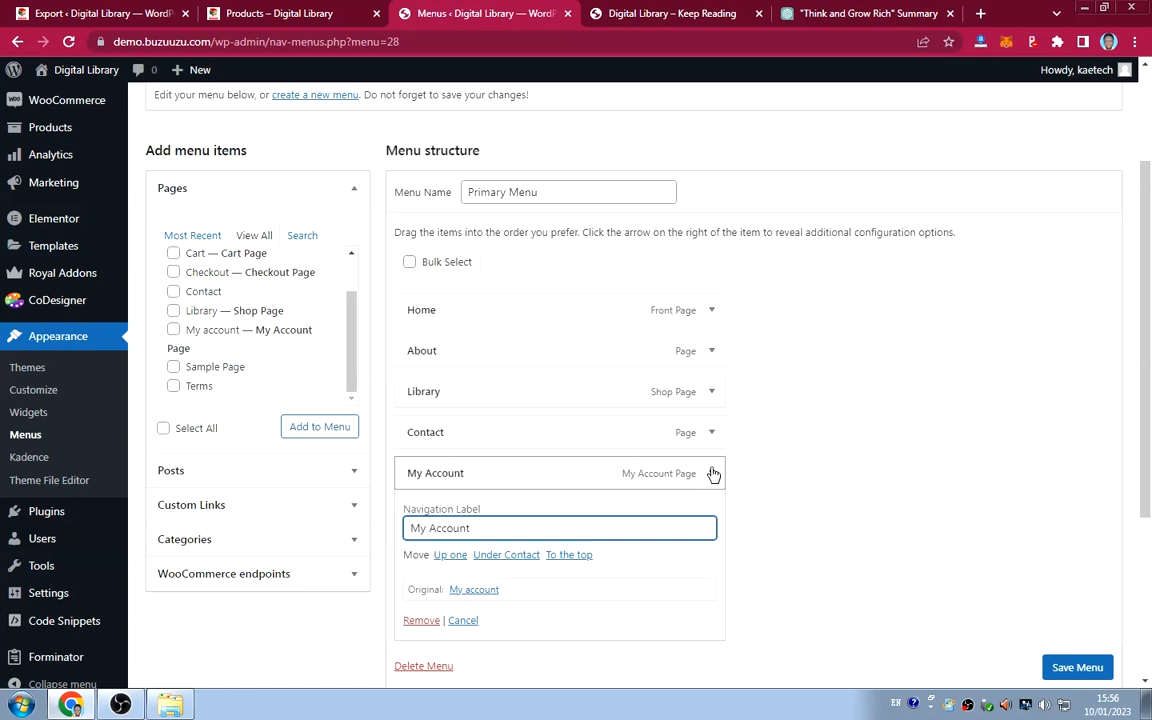 Export ‹ Digital Library — WordP
Products – Digital Library
Menus ‹ Digital Library — WordP
Digital Library – Keep Reading
"Think and Grow Rich" Summary
demo.buzuuzu.com/wp-admin/nav-menus.php?menu=28
Digital Library
0
New
Howdy, kaetech
WooCommerce
Products
Analytics
Marketing
Elementor
Templates
Royal Addons
CoDesigner
Appearance
Themes
Customize
Widgets
Menus
Kadence
Theme File Editor
Plugins
Users
Tools
Settings
Code Snippets
Forminator
Collapse menu
Edit your menu below, or create a new menu. Do not forget to save your changes!
Add menu items
Pages
Most Recent View All Search
Cart — Cart Page
Checkout — Checkout Page
Contact
Library — Shop Page
My account — My Account
Page
Sample Page
Terms
Select All
Add to Menu
Posts
Custom Links
Categories
WooCommerce endpoints
Menu structure
Menu Name Primary Menu
Drag the items into the order you prefer. Click the arrow on the right of the item to reveal additional configuration options.
Bulk Select
Home Front Page
About Page
Library Shop Page
Contact Page
My Account My Account Page
Navigation Label
My Account
Move Up one Under Contact To the top
Original: My account
Remove | Cancel
Delete Menu
Save Menu
EN
15:56
10/01/2023